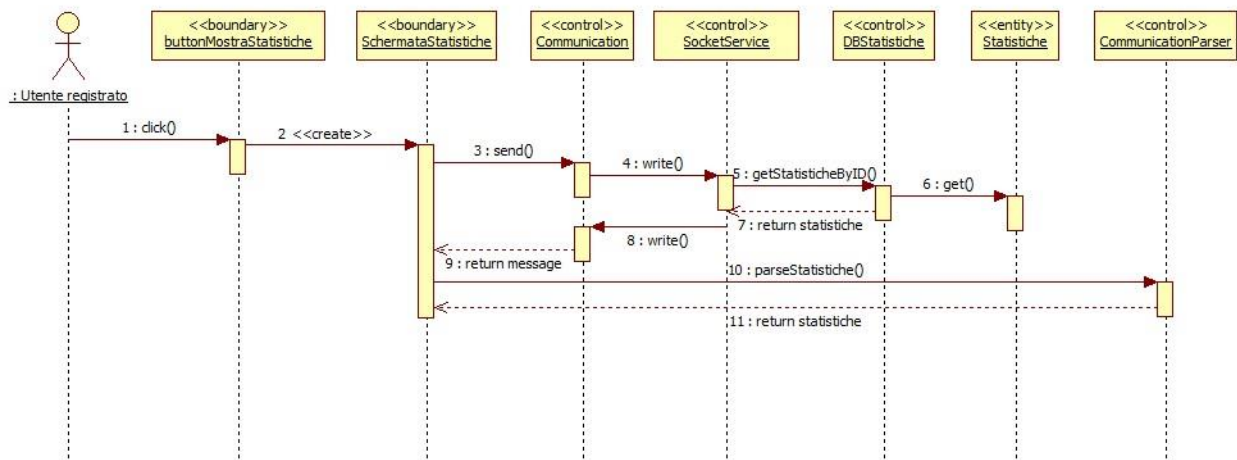 <<boundary>>
buttonMostraStatistiche
<<boundary>>
SchermataStatistiche
<<control>>
Communication
<<control>>
SocketService
<<control>>
DBStatistiche
<<entity>>
Statistiche
<<control>>
CommunicationParser
: Utente registrato
1 : click()
2 <<create>>
3 : send()
4 : write()
5 : getStatisticheByID()
6 : get()
7 : return statistiche
8 : write()
9 : return message
10 : parseStatistiche()
11 : return statistiche